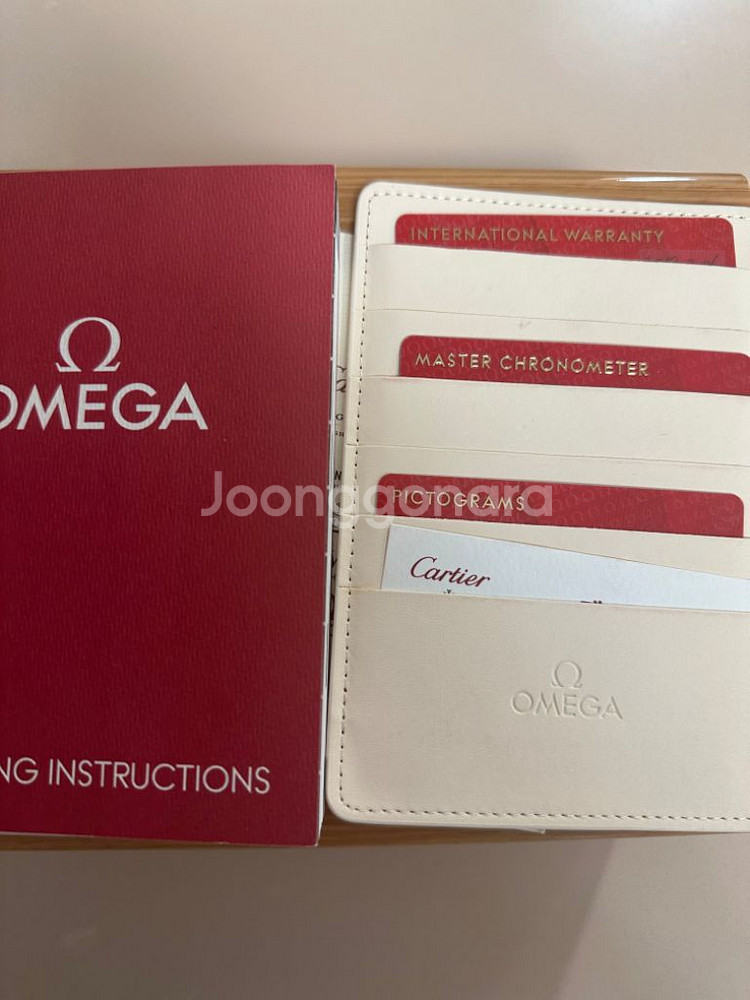 Ω
OMEGA
NG INSTRUCTIONS
INTERNATIONAL WARRANTY
MASTER CHRONOMETER
PICTOGRAMS
Cartier
Ω
OMEGA
Joonggonara